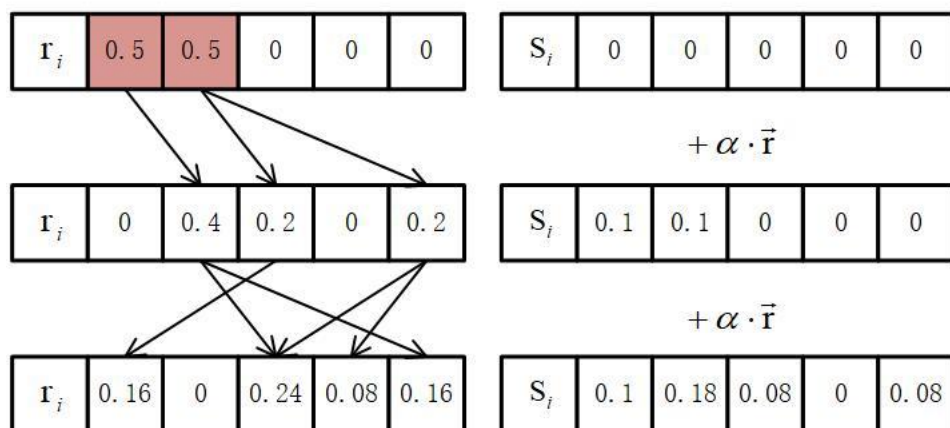 r_i 0.5 0.5 0 0 0 S_i 0 0 0 0 0
+ α · r⃗
r_i 0 0.4 0.2 0 0.2 S_i 0.1 0.1 0 0 0
+ α · r⃗
r_i 0.16 0 0.24 0.08 0.16 S_i 0.1 0.18 0.08 0 0.08